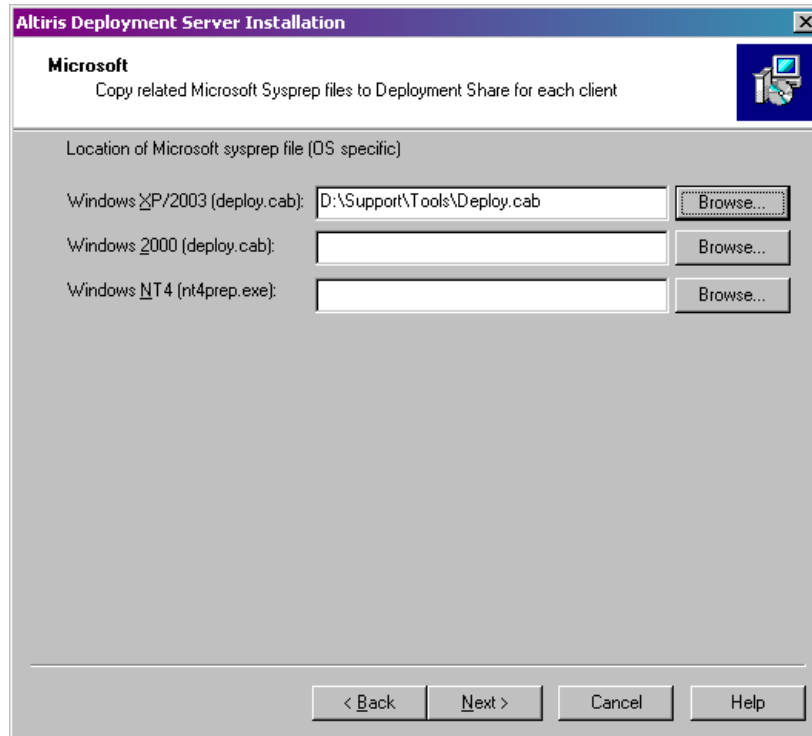 Altiris Deployment Server Installation
Microsoft
Copy related Microsoft Sysprep files to Deployment Share for each client
Location of Microsoft sysprep file (OS specific)
Windows XP/2003 (deploy.cab): D:\Support\Tools\Deploy.cab Browse...
Windows 2000 (deploy.cab): Browse...
Windows NT4 (nt4prep.exe): Browse...
< Back Next > Cancel Help